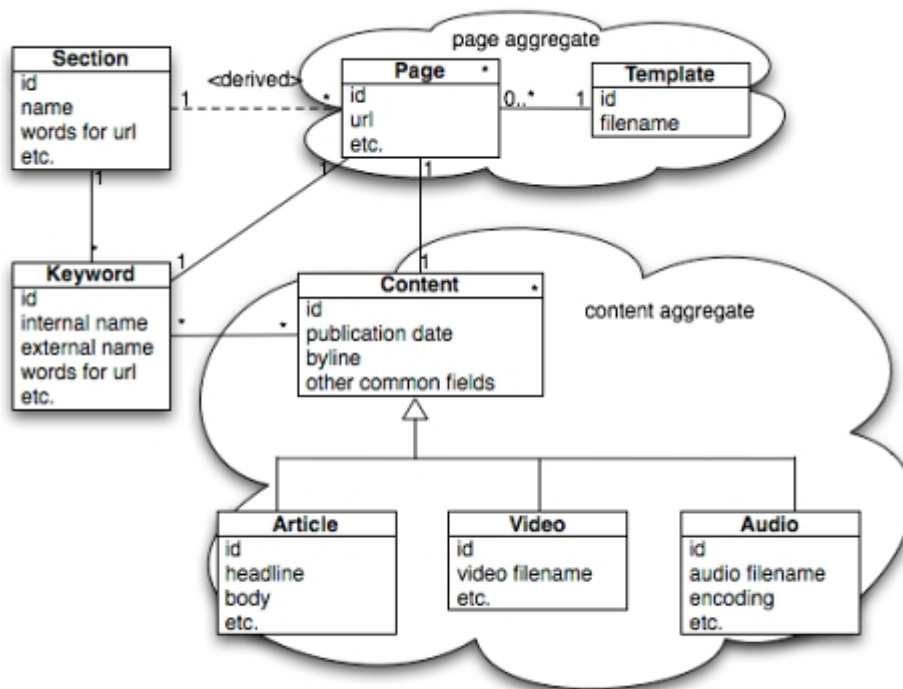 page aggregate
Section
id
name
words for url
etc.
1
<derived>
*
Page *
id
url
etc.
0..*
1
Template
id
filename
1
*
1
1
1
1
Keyword
id
internal name
external name
words for url
etc.
*
*
Content *
id
publication date
byline
other common fields
content aggregate
Article
id
headline
body
etc.
Video
id
video filename
etc.
Audio
id
audio filename
encoding
etc.